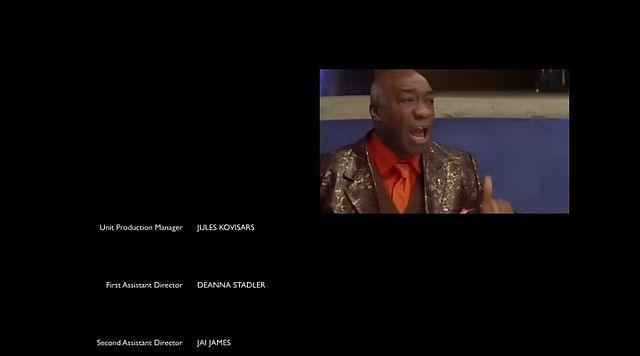 Unit Production Manager JULES KOVISARS
First Assistant Director DEANNA STADLER
Second Assistant Director JAI JAMES